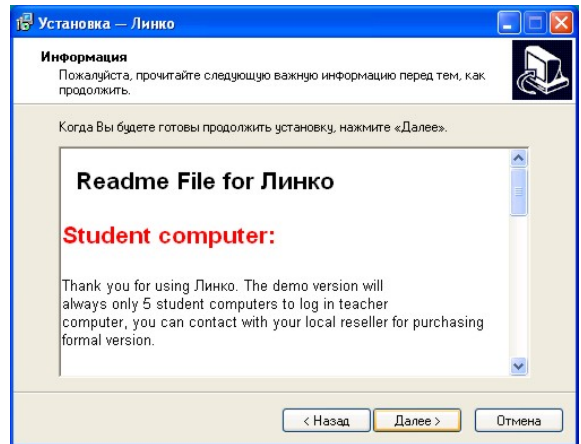 Установка — Линко
Информация
Пожалуйста, прочитайте следующую важную информацию перед тем, как
продолжить.
Когда Вы будете готовы продолжить установку, нажмите «Далее».
Readme File for Линко
Student computer:
Thank you for using Линко. The demo version will
always only 5 student computers to log in teacher
computer, you can contact with your local reseller for purchasing
formal version.
< Назад
Далее >
Отмена